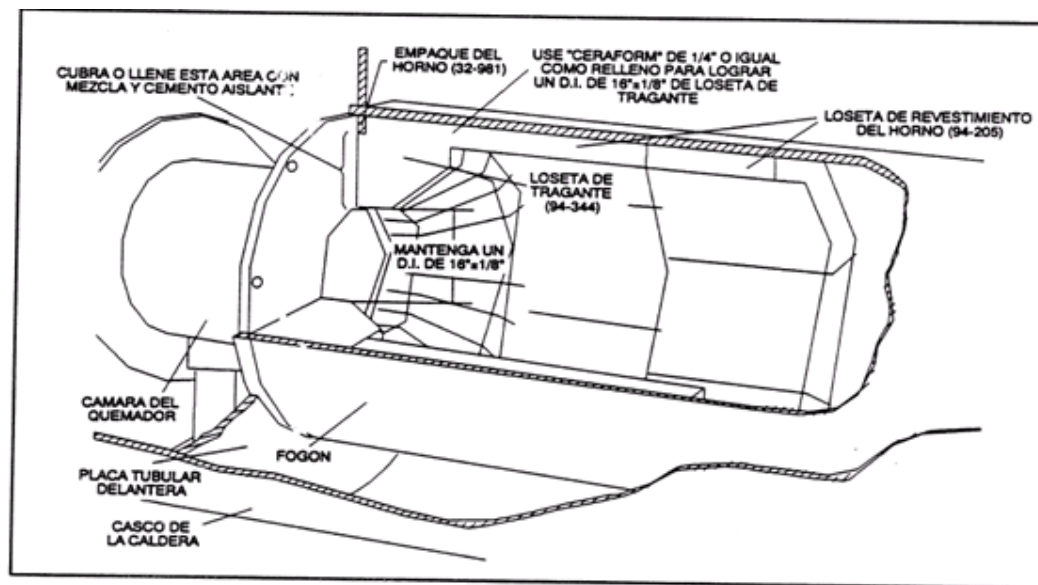 EMPAQUE DEL
HORNO (32-981)
USE "CERAFORM" DE 1/4" O IGUAL
COMO RELLENO PARA LOGRAR
UN D.I. DE 16"±1/8" DE LOSETA DE
TRAGANTE
CUBRA O LLENE ESTA AREA CON
MEZCLA Y CEMENTO AISLANT
LOSETA DE REVESTIMIENTO
DEL HORNO (94-205)
LOSETA DE
TRAGANTE
(94-344)
MANTENGA UN
D.I. DE 16"±1/8"
CAMARA DEL
QUEMADOR
FOGON
PLACA TUBULAR
DELANTERA
CASCO DE
LA CALDERA